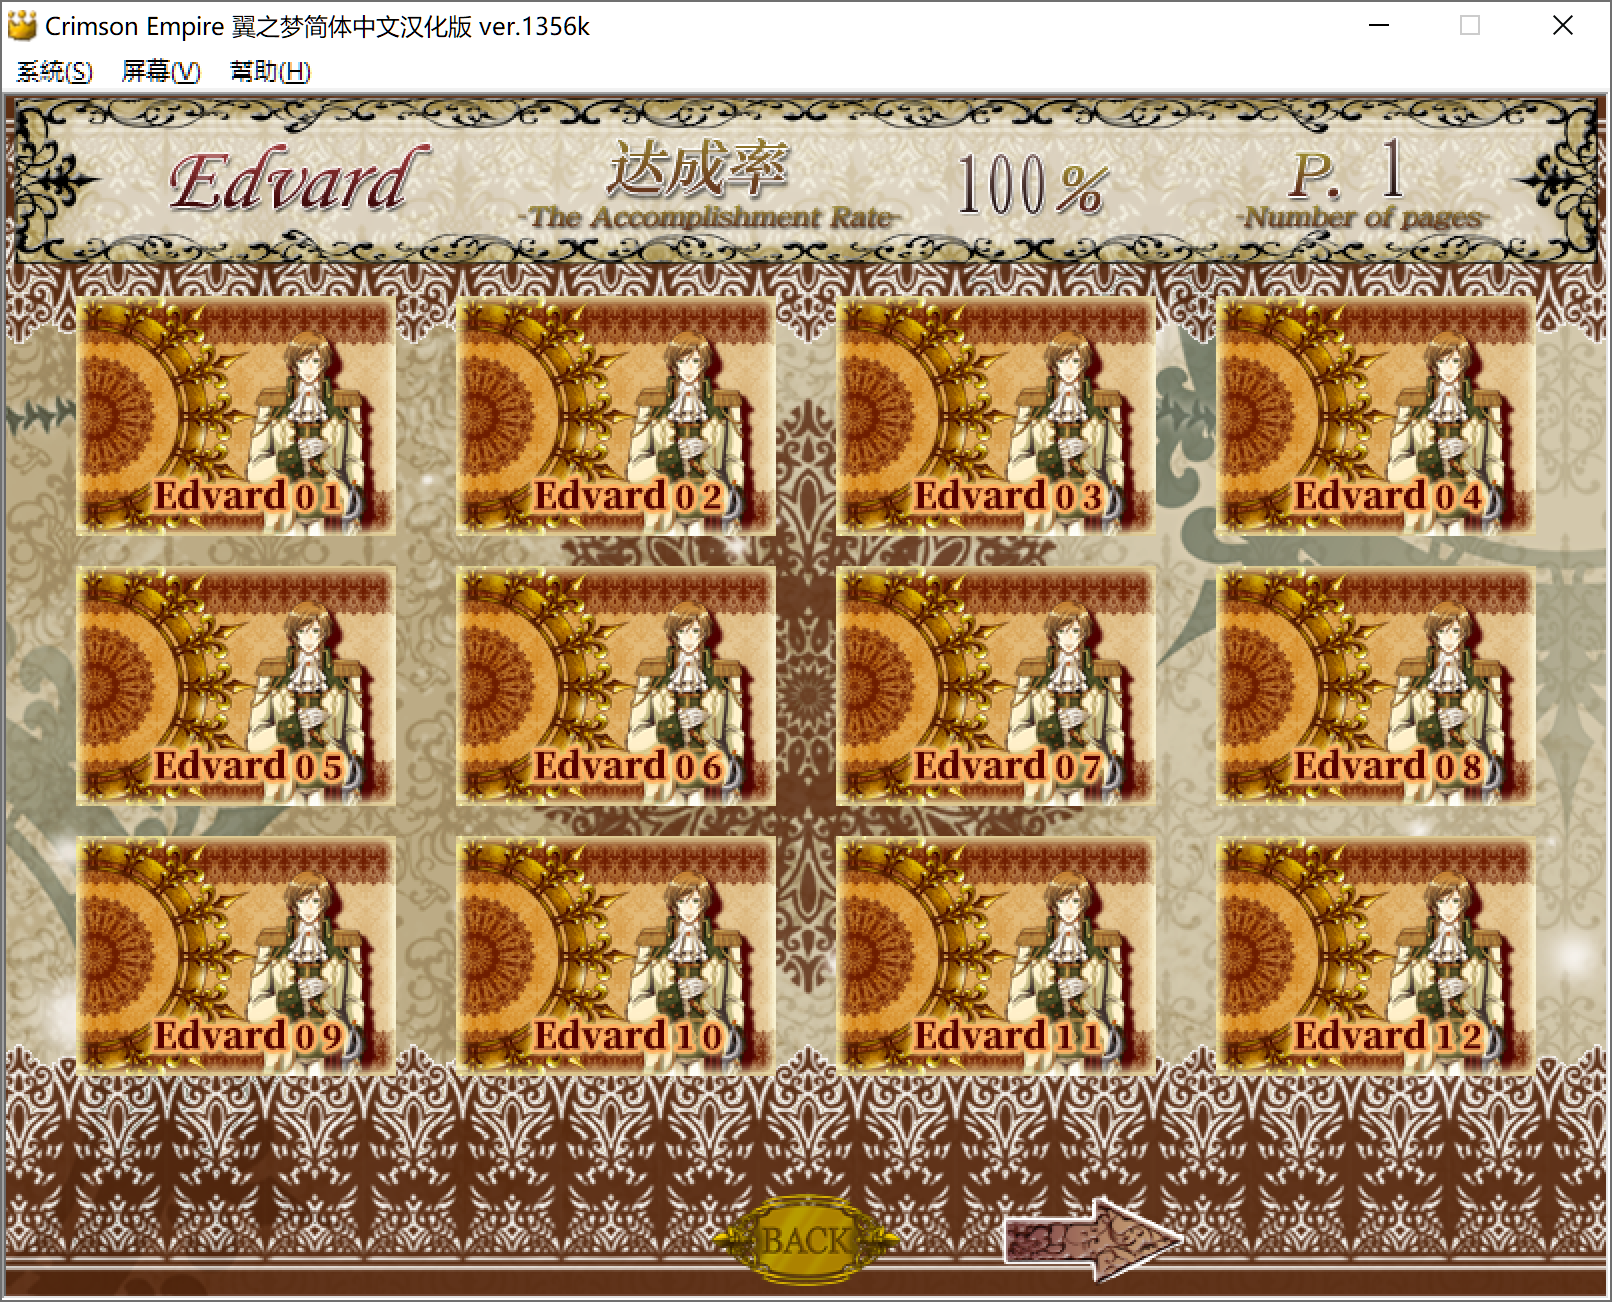 Crimson Empire 翼之梦简体中文汉化版 ver.1356k
系統(S) 屏幕(V) 幫助(H)
Edvard 达成率 100% P. 1
-The Accomplishment Rate- -Number of pages-
Edvard 01 Edvard 02 Edvard 03 Edvard 04
Edvard 05 Edvard 06 Edvard 07 Edvard 08
Edvard 09 Edvard 10 Edvard 11 Edvard 12
BACK